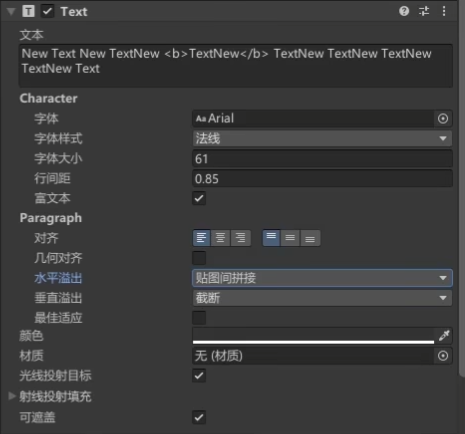 T Text
文本
New Text New TextNew <b>TextNew</b> TextNew TextNew TextNew
TextNew Text
Character
字体 Aa Arial
字体样式 法线
字体大小 61
行间距 0.85
富文本
Paragraph
对齐
几何对齐
水平溢出 贴图间拼接
垂直溢出 截断
最佳适应
颜色
材质 无 (材质)
光线投射目标
射线投射填充
可遮盖